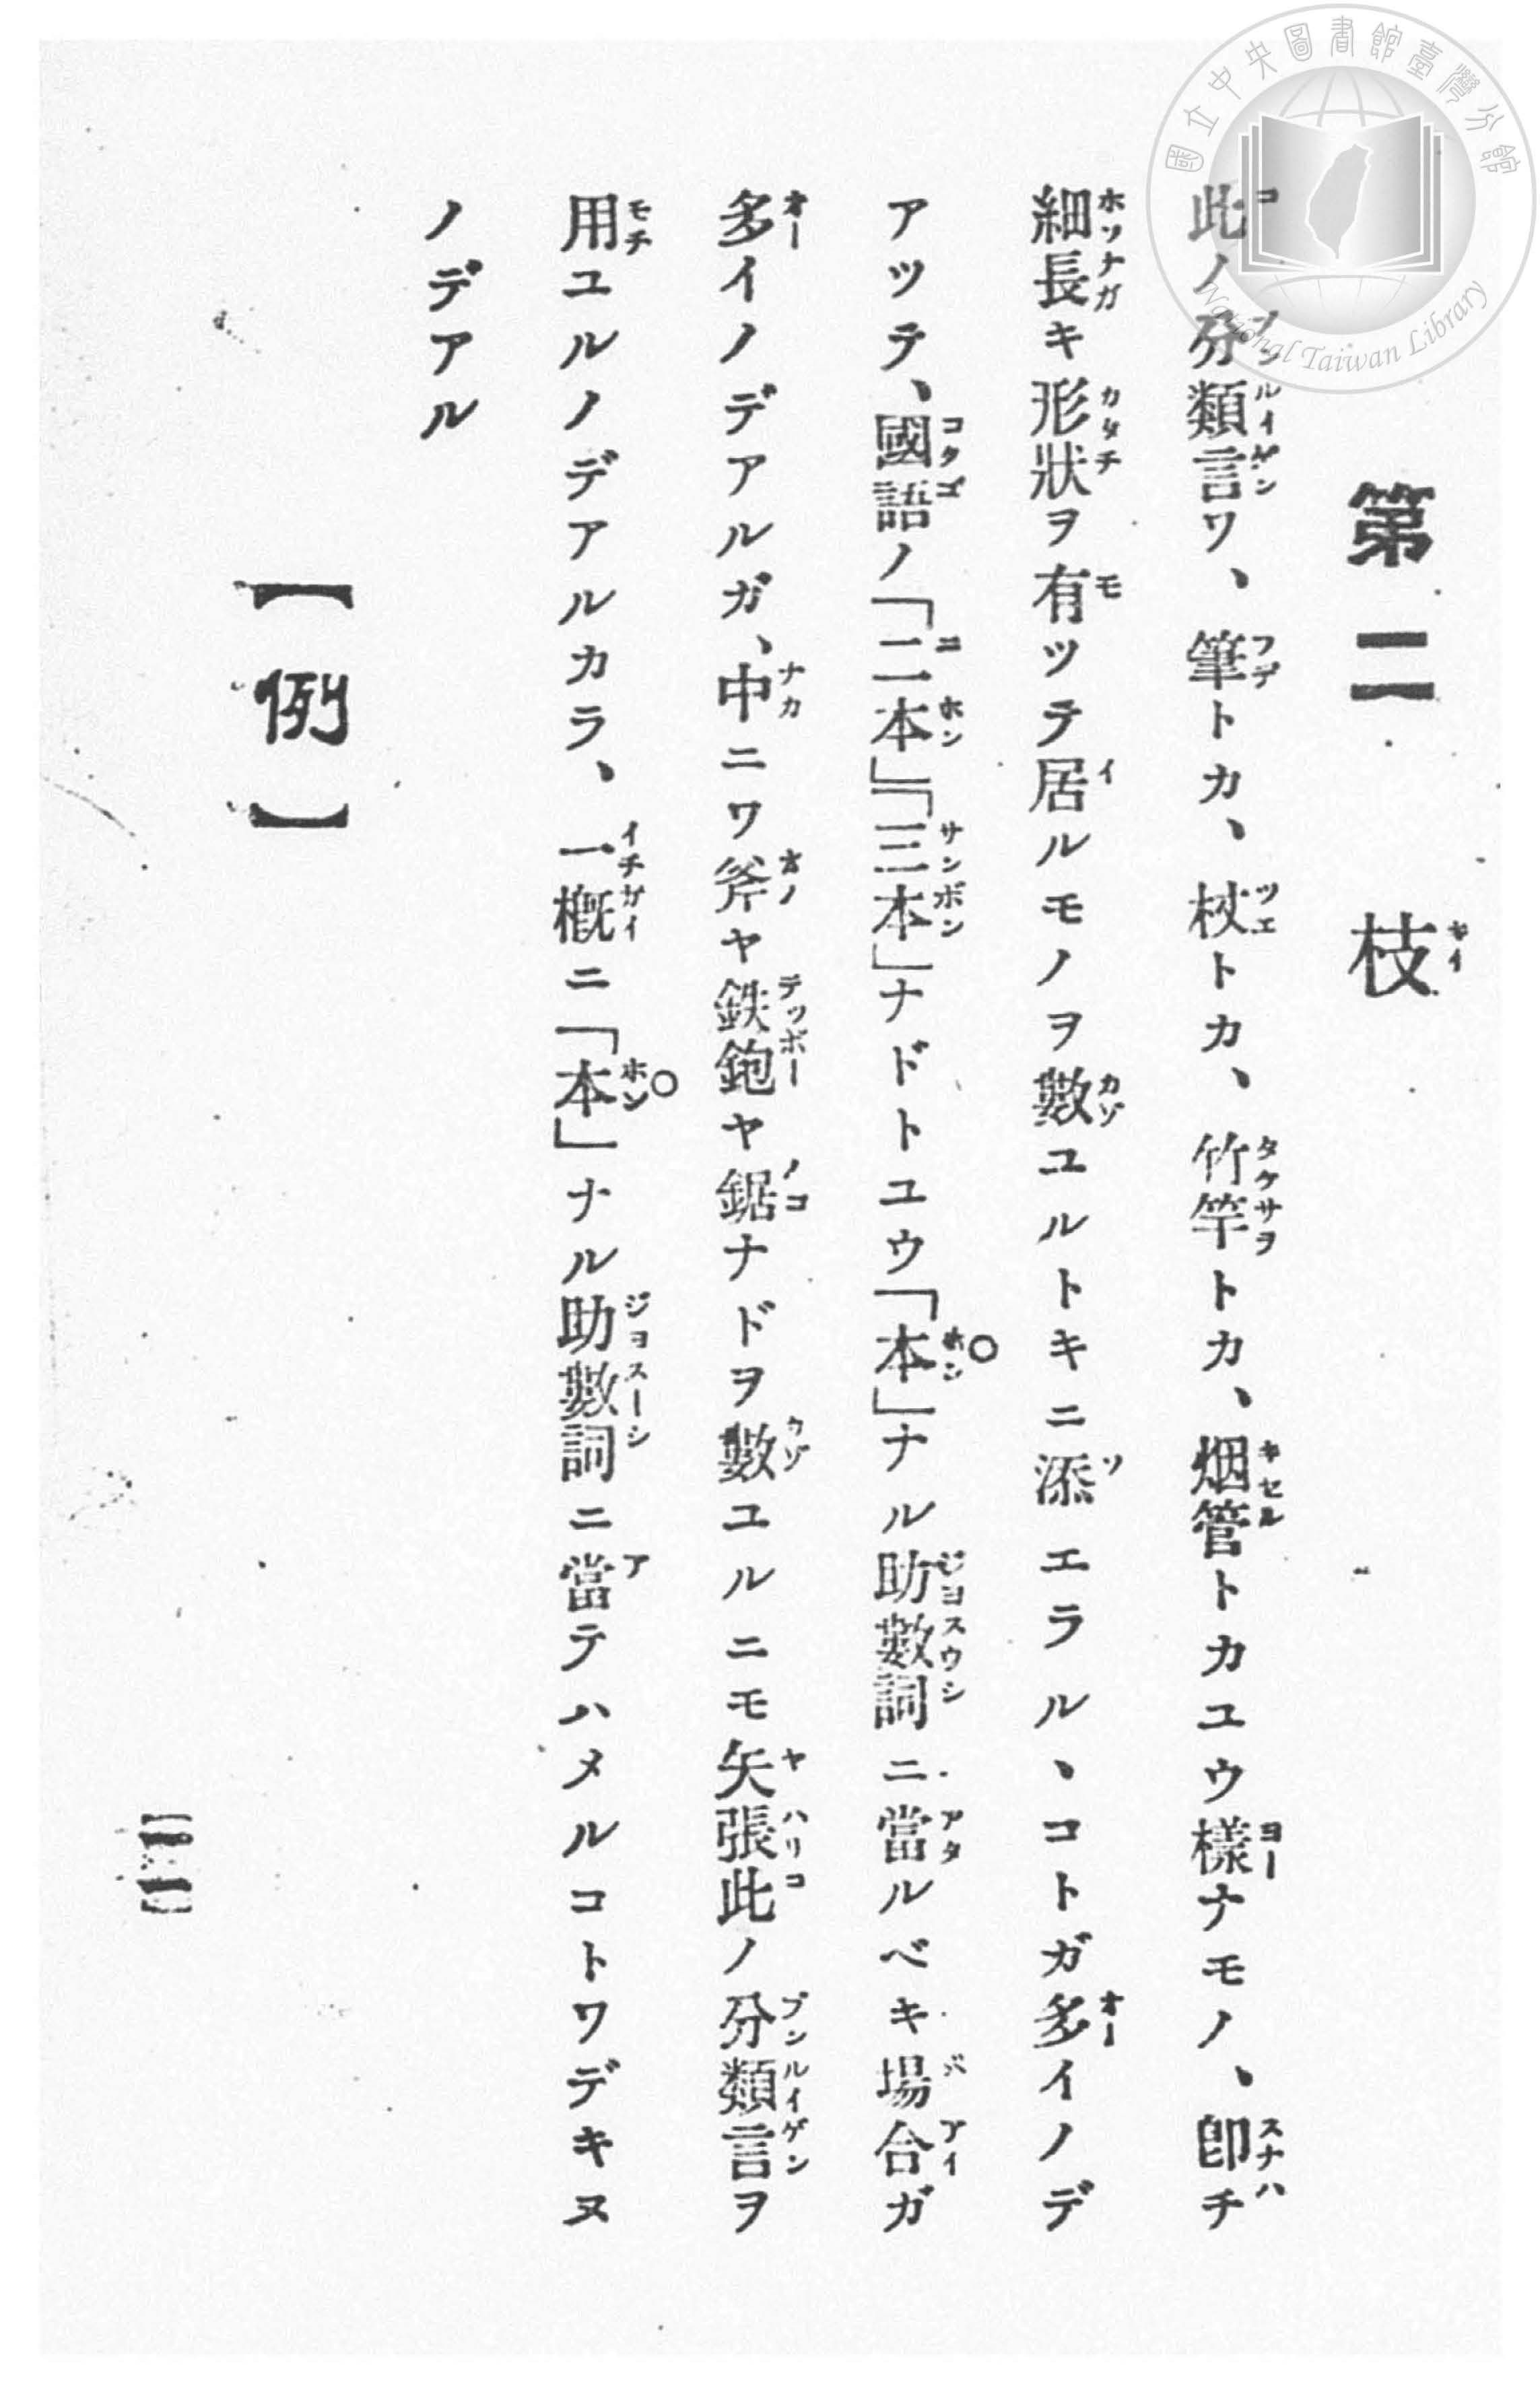 國立中央圖書館臺灣分館
National Taiwan Library
第二　枝
此ノ分類言ワ、筆トカ、杖トカ、竹竿トカ、烟管トカユウ樣ナモノ、卽チ
細長キ形狀ヲ有ツテ居ルモノヲ數ユルトキニ添エラルヽコトガ多イノデ
アツテ、國語ノ「二本」「三本」ナドトユウ「本」ナル助數詞ニ當ルベキ場合ガ
多イノデアルガ、中ニワ斧ヤ鉄鉋ヤ鋸ナドヲ數ユルニモ矢張此ノ分類言ヲ
用ユルノデアルカラ、一槪ニ「本」ナル助數詞ニ當テハメルコトワデキヌ
ノデアル
【例】